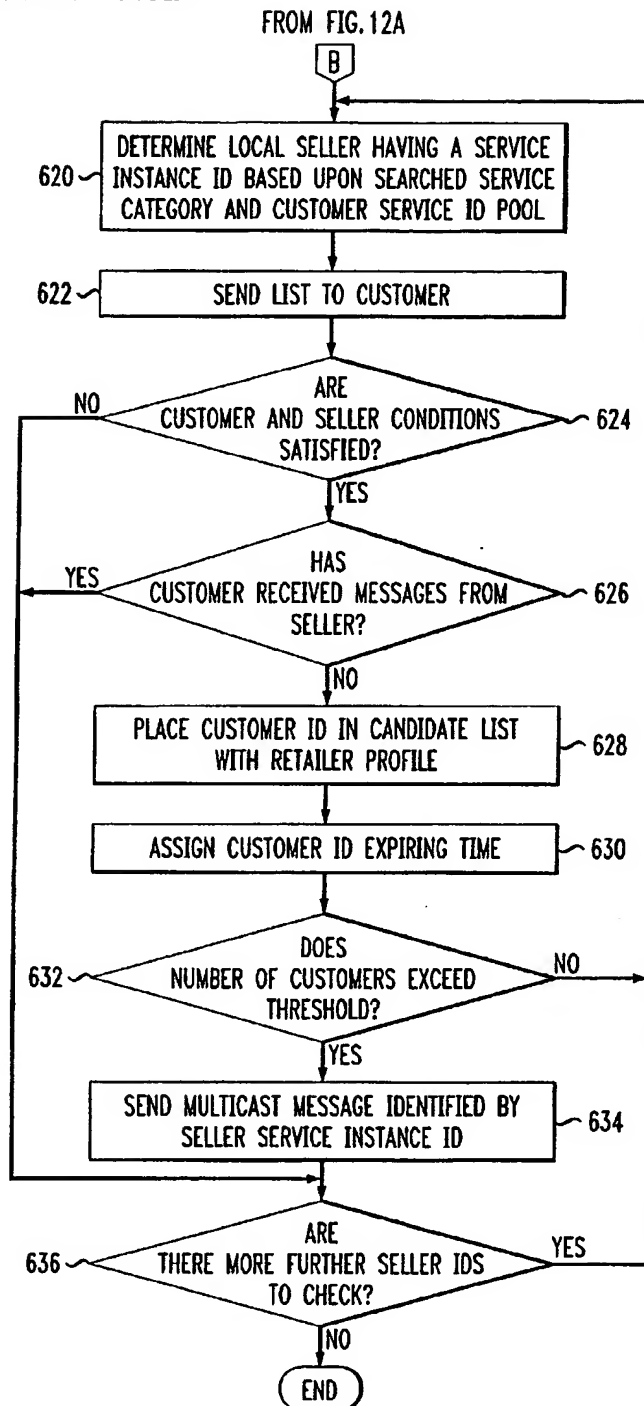 FROM FIG. 12A
B
620
DETERMINE LOCAL SELLER HAVING A SERVICE
INSTANCE ID BASED UPON SEARCHED SERVICE
CATEGORY AND CUSTOMER SERVICE ID POOL
622
SEND LIST TO CUSTOMER
NO
ARE
CUSTOMER AND SELLER CONDITIONS
SATISFIED?
624
YES
YES
HAS
CUSTOMER RECEIVED MESSAGES FROM
SELLER?
626
NO
PLACE CUSTOMER ID IN CANDIDATE LIST
WITH RETAILER PROFILE
628
ASSIGN CUSTOMER ID EXPIRING TIME
630
632
DOES
NUMBER OF CUSTOMERS EXCEED
THRESHOLD?
NO
YES
SEND MULTICAST MESSAGE IDENTIFIED BY
SELLER SERVICE INSTANCE ID
634
636
ARE
THERE MORE FURTHER SELLER IDS
TO CHECK?
YES
NO
END